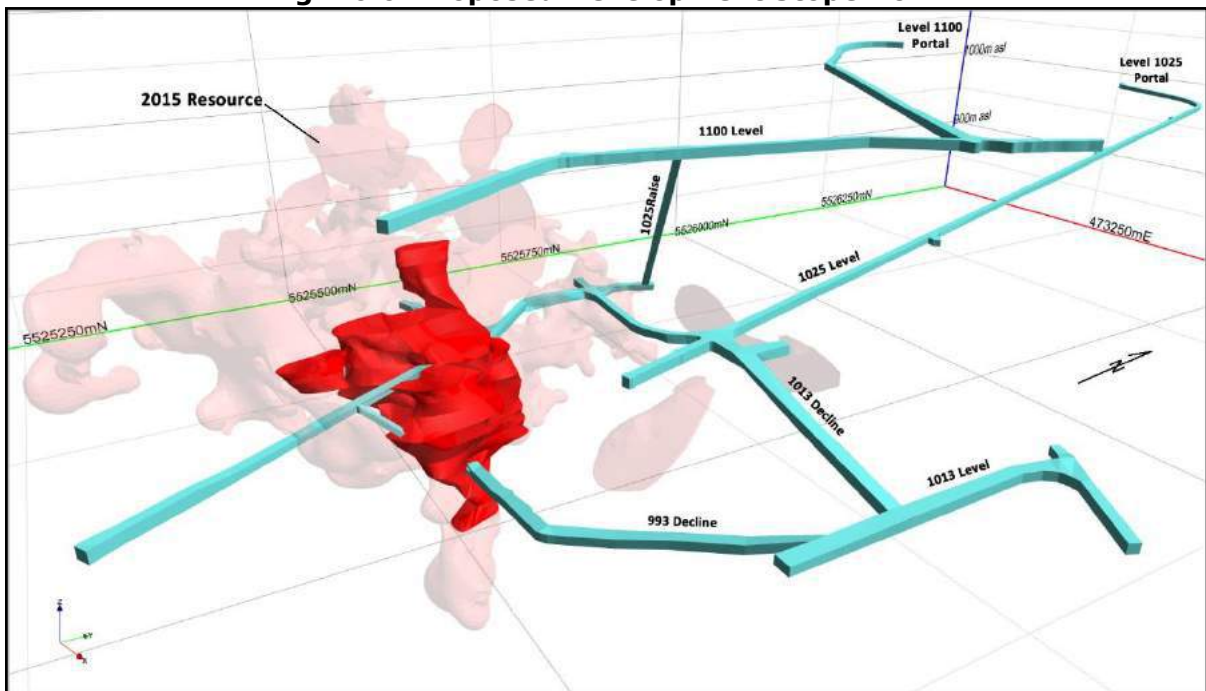 Level 1100
Portal
1000m asl
Level 1025
Portal
2015 Resource
900m asl
1100 Level
1025Raise
5526250mN
5526000mN
473250mE
5525750mN
1025 Level
5525500mN
5525250mN
N
1013 Decline
1013 Level
993 Decline
Z
Y
X